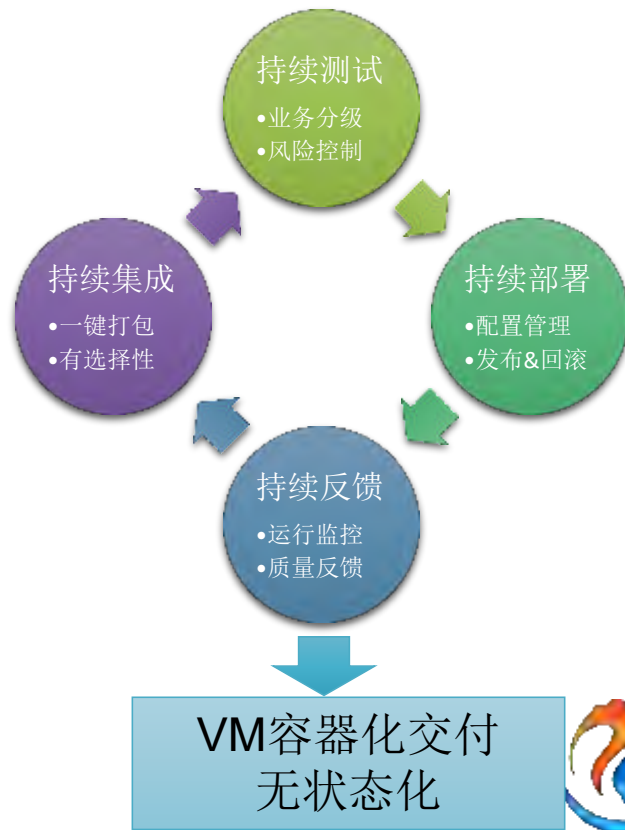 持续测试
•业务分级
•风险控制
持续集成
•一键打包
•有选择性
持续部署
•配置管理
•发布&回滚
持续反馈
•运行监控
•质量反馈
VM容器化交付
无状态化